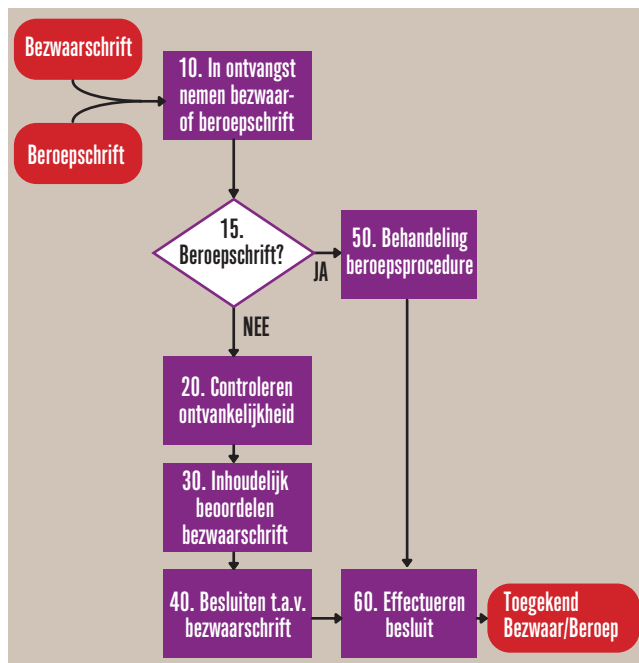 Bezwaarschrift
Beroepschrift
10. In ontvangst
nemen bezwaar-
of beroepschrift
15.
Beroepschrift?
JA
50. Behandeling
beroepsprocedure
NEE
20. Controleren
ontvankelijkheid
30. Inhoudelijk
beoordelen
bezwaarschrift
40. Besluiten t.a.v.
bezwaarschrift
60. Effectueren
besluit
Toegekend
Bezwaar/Beroep